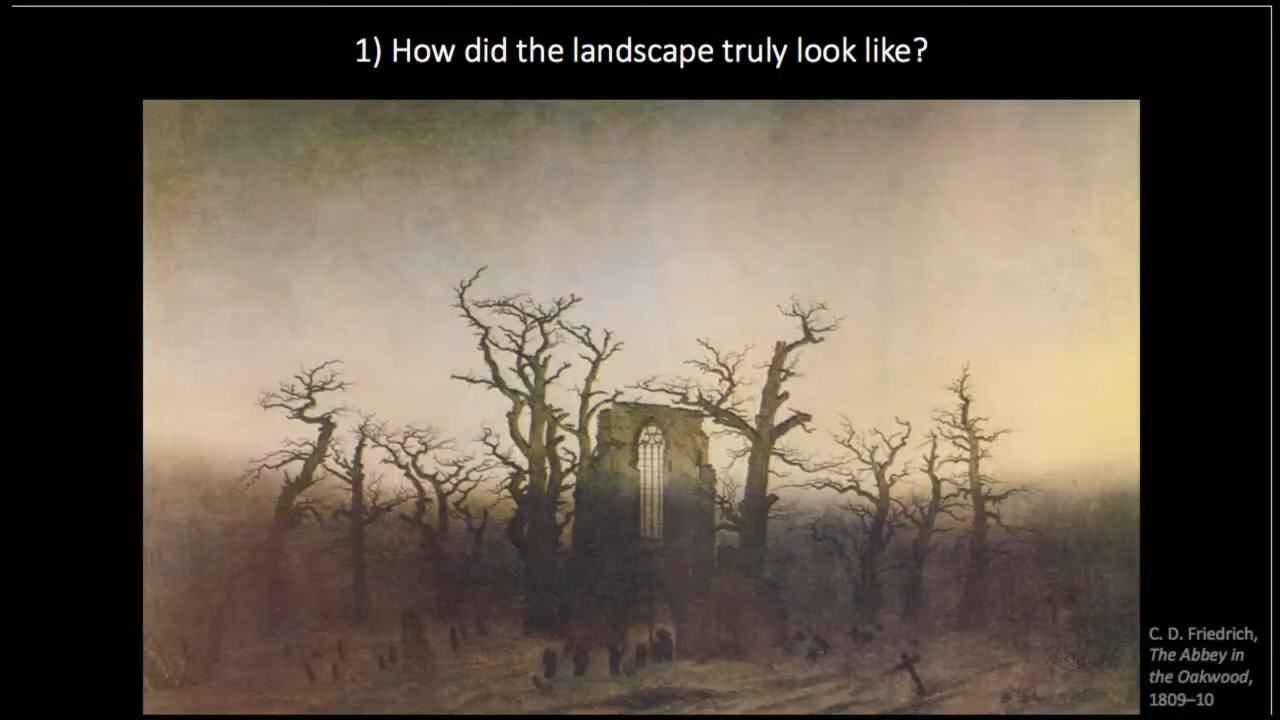 1) How did the landscape truly look like?
C. D. Friedrich,
The Abbey in
the Oakwood,
1809–10